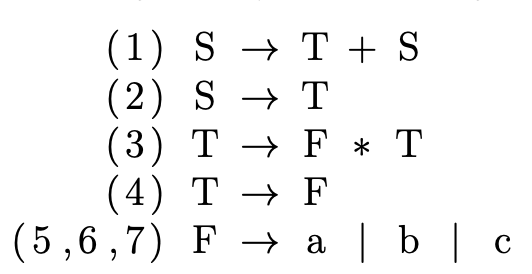 (1) S → T + S
(2) S → T
(3) T → F * T
(4) T → F
(5,6,7) F → a | b | c